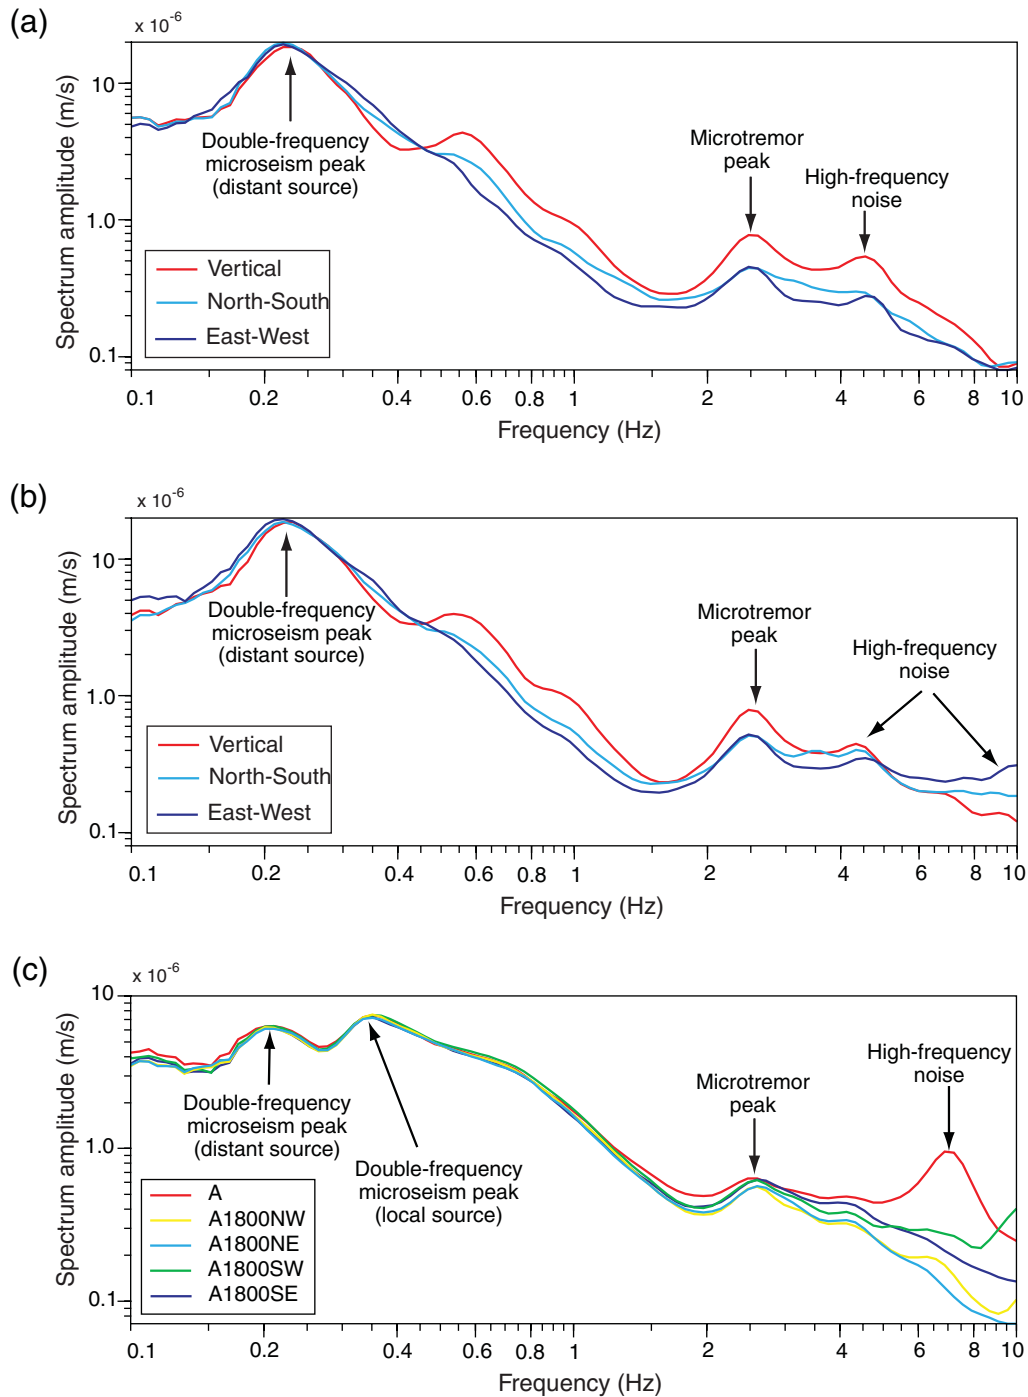 (a)
x 10-6
Spectrum amplitude (m/s)
10
1.0
0.1
Double-frequency
microseism peak
(distant source)
Microtremor
peak
High-frequency
noise
Vertical
North-South
East-West
0.1 0.2 0.4 0.6 0.8 1 2 4 6 8 10
Frequency (Hz)
(b)
x 10-6
Spectrum amplitude (m/s)
10
1.0
0.1
Double-frequency
microseism peak
(distant source)
Microtremor
peak
High-frequency
noise
Vertical
North-South
East-West
0.1 0.2 0.4 0.6 0.8 1 2 4 6 8 10
Frequency (Hz)
(c)
x 10-6
Spectrum amplitude (m/s)
10
1.0
0.1
Double-frequency
microseism peak
(distant source)
Double-frequency
microseism peak
(local source)
Microtremor
peak
High-frequency
noise
A
A1800NW
A1800NE
A1800SW
A1800SE
0.1 0.2 0.4 0.6 0.8 1 2 4 6 8 10
Frequency (Hz)